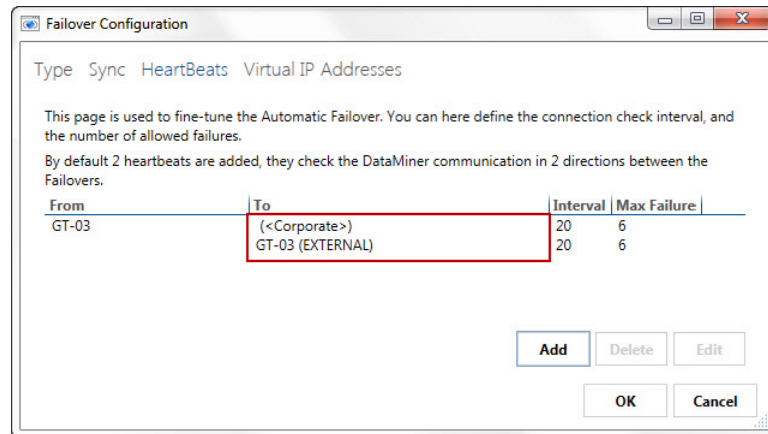 Failover Configuration
Type Sync HeartBeats Virtual IP Addresses
This page is used to fine-tune the Automatic Failover. You can here define the connection check interval, and
the number of allowed failures.
By default 2 heartbeats are added, they check the DataMiner communication in 2 directions between the
Failovers.
From To Interval Max Failure
GT-03 (<Corporate>) 20 6
GT-03 (EXTERNAL) 20 6
Add Delete Edit
OK Cancel